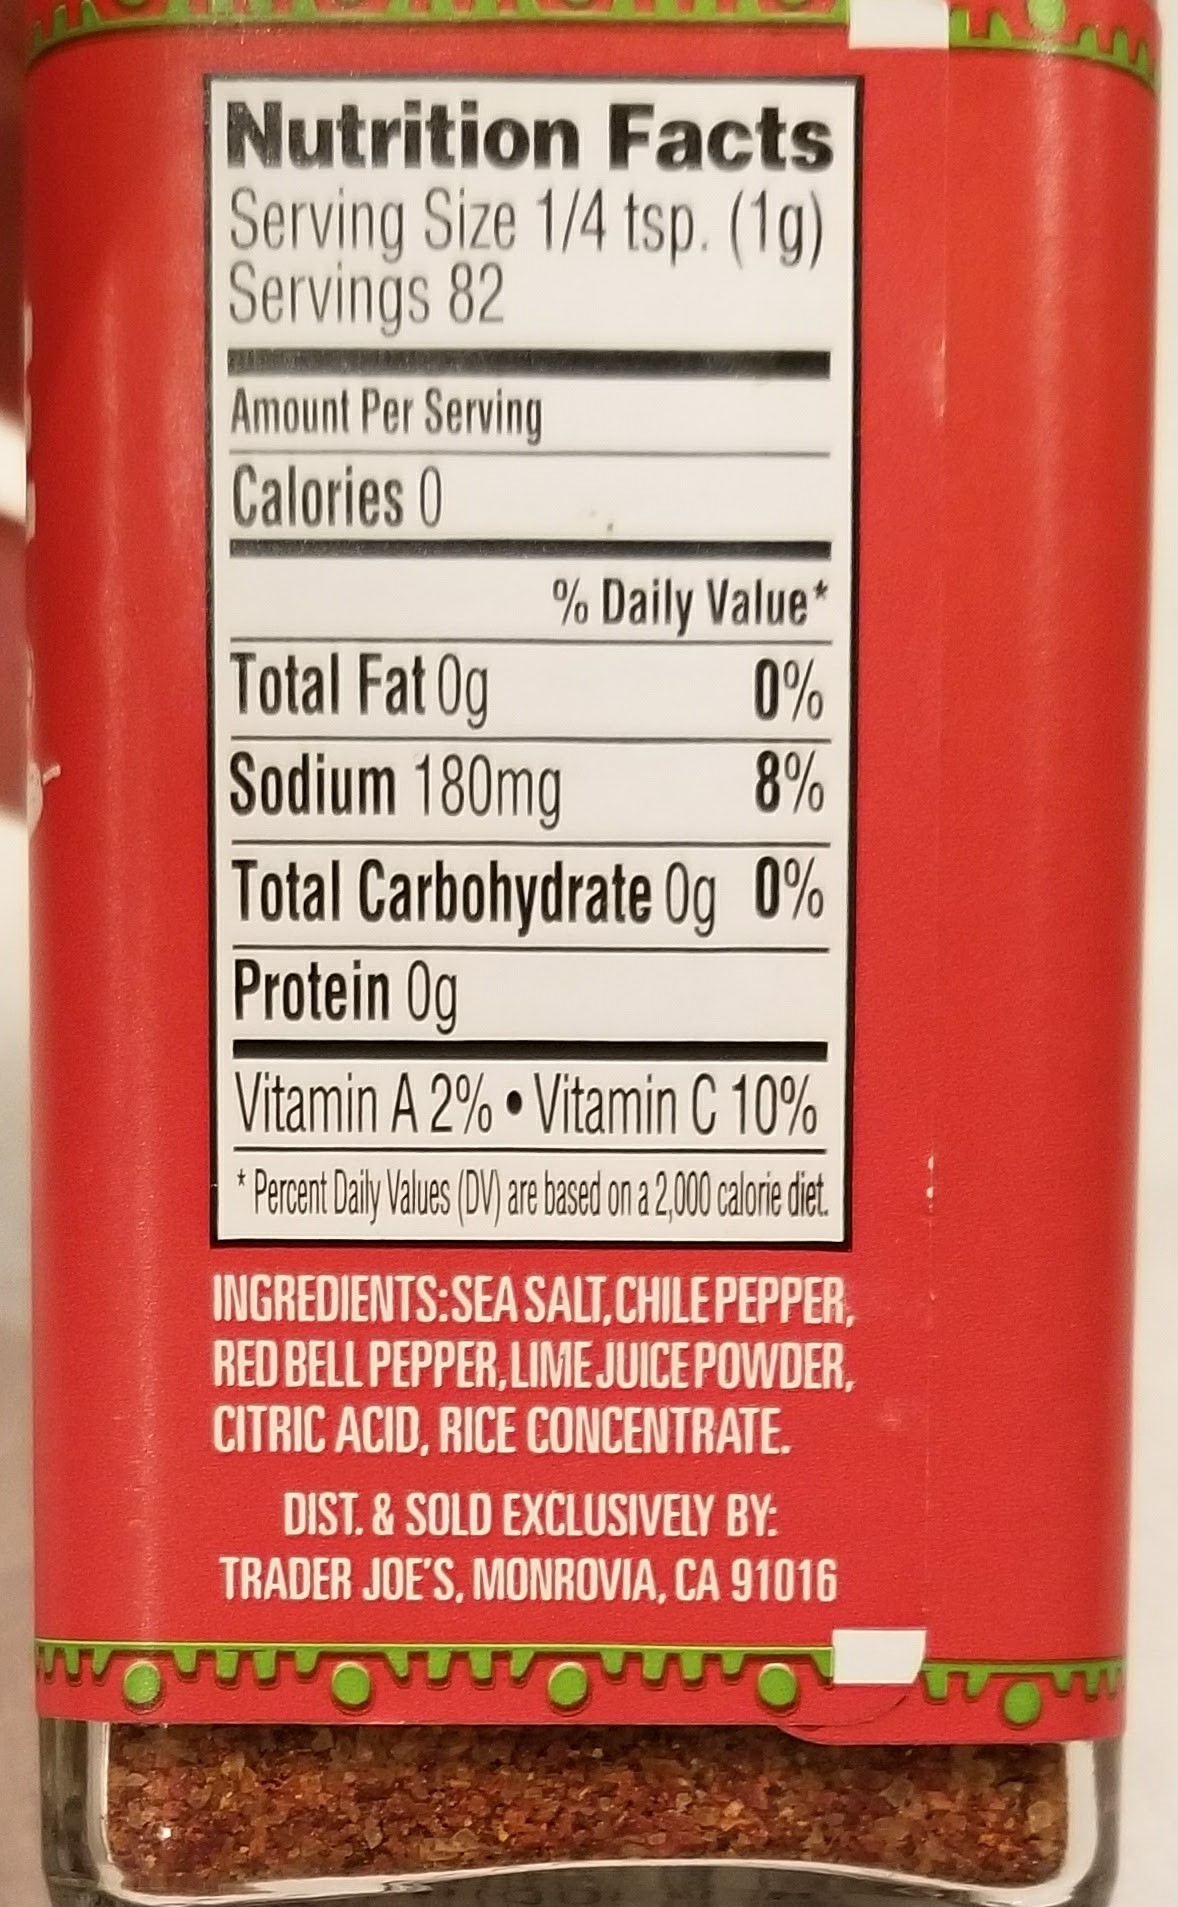 Nutrition Facts
Serving Size 1/4 tsp. (1g)
Servings 82
Amount Per Serving
Calories 0
% Daily Value*
Total Fat 0g 0%
Sodium 180mg 8%
Total Carbohydrate 0g 0%
Protein 0g
Vitamin A 2% • Vitamin C 10%
* Percent Daily Values (DV) are based on a 2,000 calorie diet.
INGREDIENTS: SEA SALT, CHILE PEPPER,
RED BELL PEPPER, LIME JUICE POWDER,
CITRIC ACID, RICE CONCENTRATE.
DIST. & SOLD EXCLUSIVELY BY:
TRADER JOE'S, MONROVIA, CA 91016